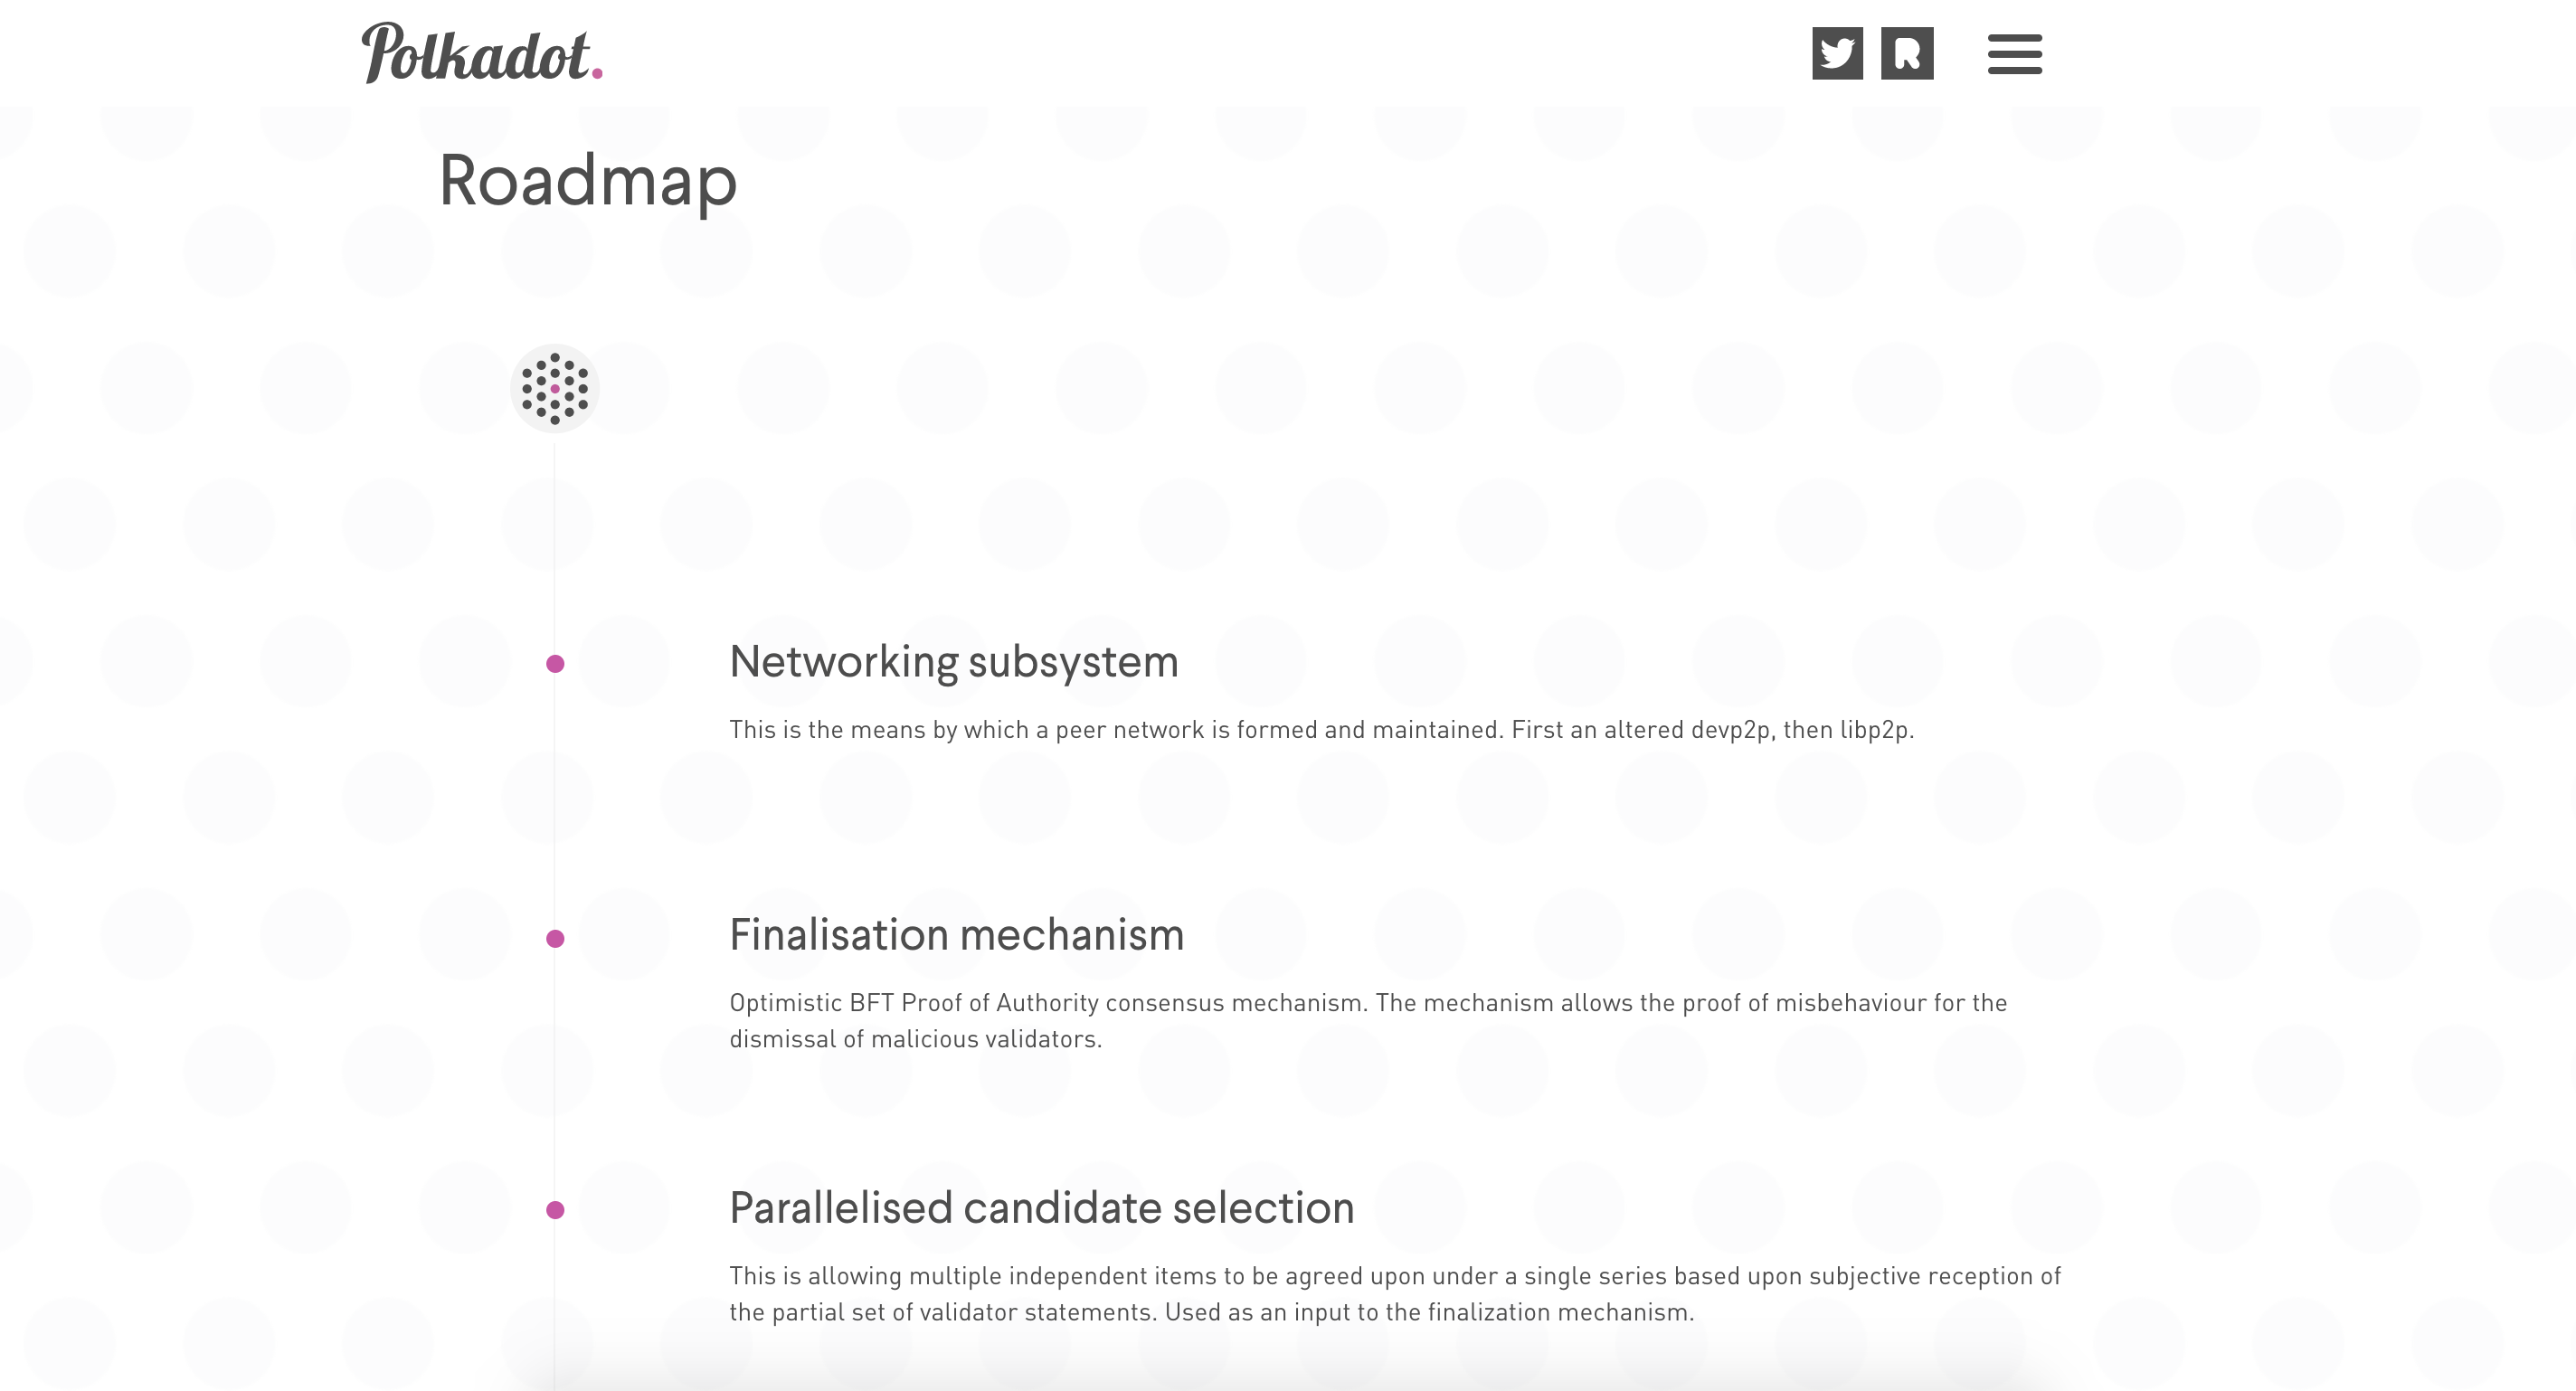 Polkadot.
Roadmap
Networking subsystem
This is the means by which a peer network is formed and maintained. First an altered devp2p, then libp2p.
Finalisation mechanism
Optimistic BFT Proof of Authority consensus mechanism. The mechanism allows the proof of misbehaviour for the
dismissal of malicious validators.
Parallelised candidate selection
This is allowing multiple independent items to be agreed upon under a single series based upon subjective reception of
the partial set of validator statements. Used as an input to the finalization mechanism.